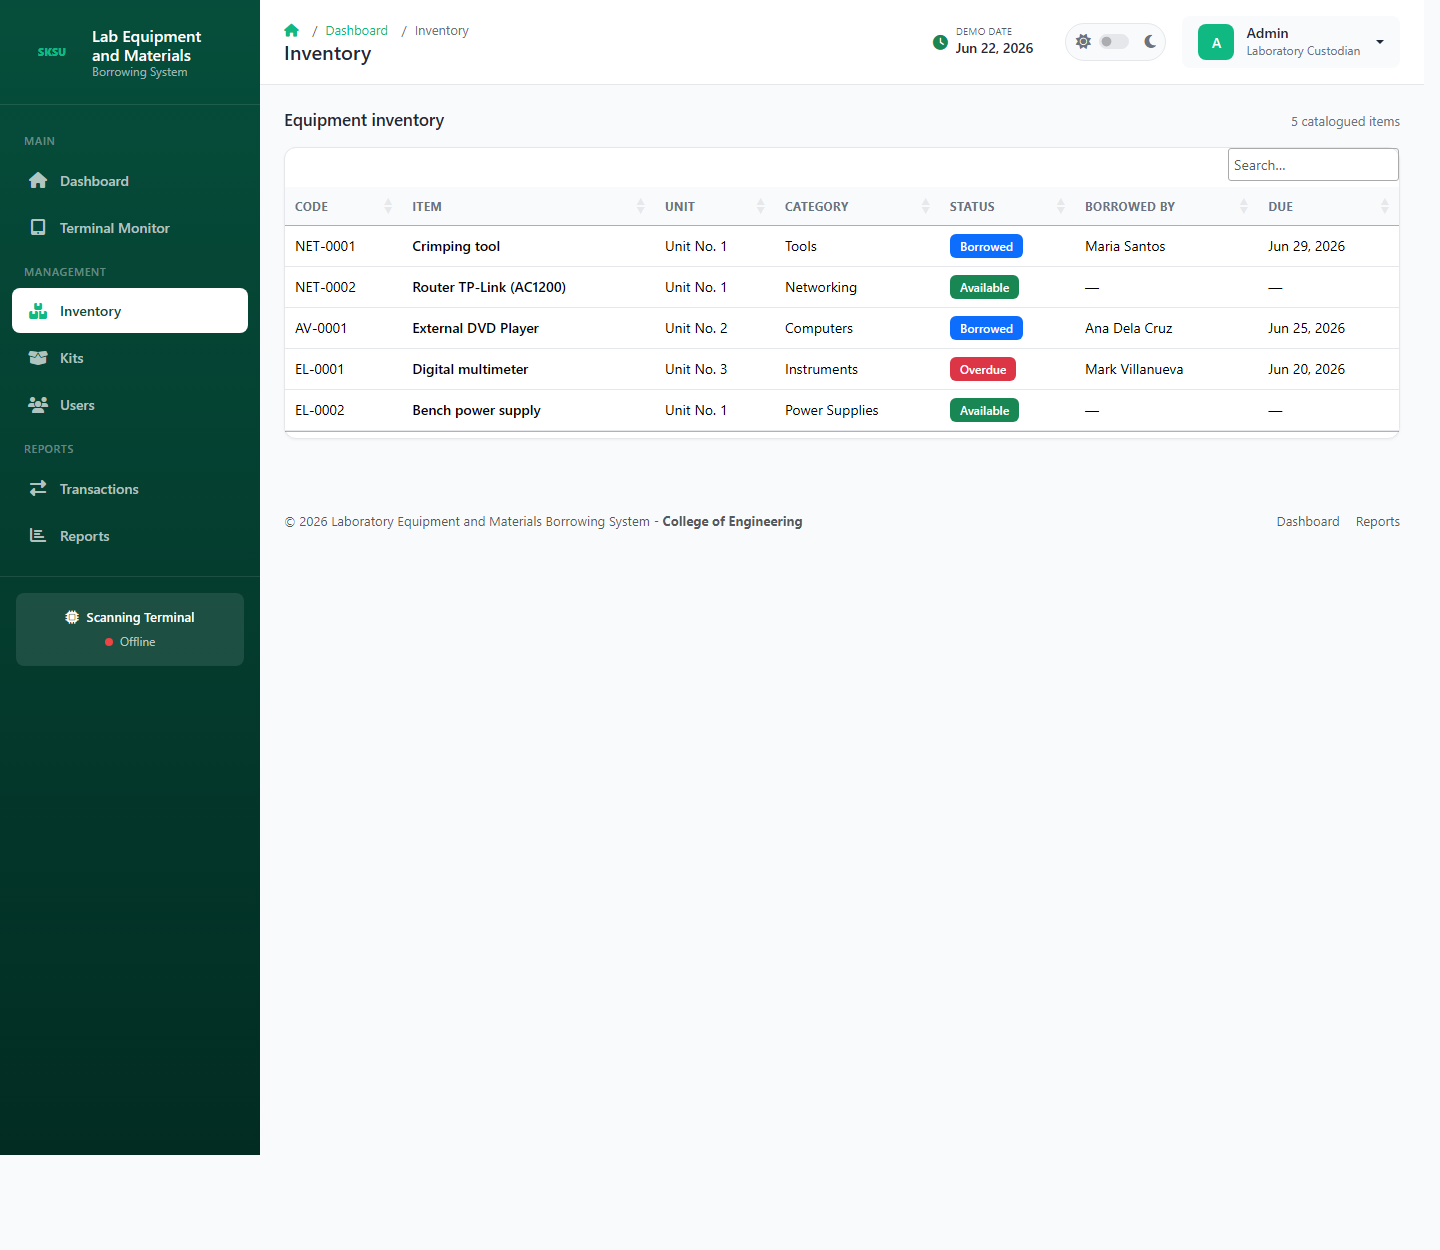 SKSU
Lab Equipment
and Materials
Borrowing System
MAIN
Dashboard
Terminal Monitor
MANAGEMENT
Inventory
Kits
Users
REPORTS
Transactions
Reports
Scanning Terminal
Offline
/ Dashboard / Inventory
Inventory
DEMO DATE
Jun 22, 2026
A
Admin
Laboratory Custodian
Equipment inventory
5 catalogued items
Search...
CODE ITEM UNIT CATEGORY STATUS BORROWED BY DUE
NET-0001 Crimping tool Unit No. 1 Tools Borrowed Maria Santos Jun 29, 2026
NET-0002 Router TP-Link (AC1200) Unit No. 1 Networking Available — —
AV-0001 External DVD Player Unit No. 2 Computers Borrowed Ana Dela Cruz Jun 25, 2026
EL-0001 Digital multimeter Unit No. 3 Instruments Overdue Mark Villanueva Jun 20, 2026
EL-0002 Bench power supply Unit No. 1 Power Supplies Available — —
© 2026 Laboratory Equipment and Materials Borrowing System - College of Engineering
Dashboard Reports